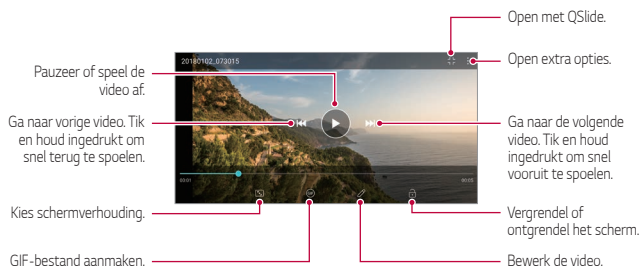 Open met QSlide.
Open extra opties.
20180102_073015
Pauzeer of speel de
video af.
Ga naar vorige video. Tik
en houd ingedrukt om
snel terug te spoelen.
Ga naar de volgende
video. Tik en houd
ingedrukt om snel
vooruit te spoelen.
00:01
00:05
GIF
Kies schermverhouding.
Vergrendel of
ontgrendel het scherm.
GIF-bestand aanmaken.
Bewerk de video.